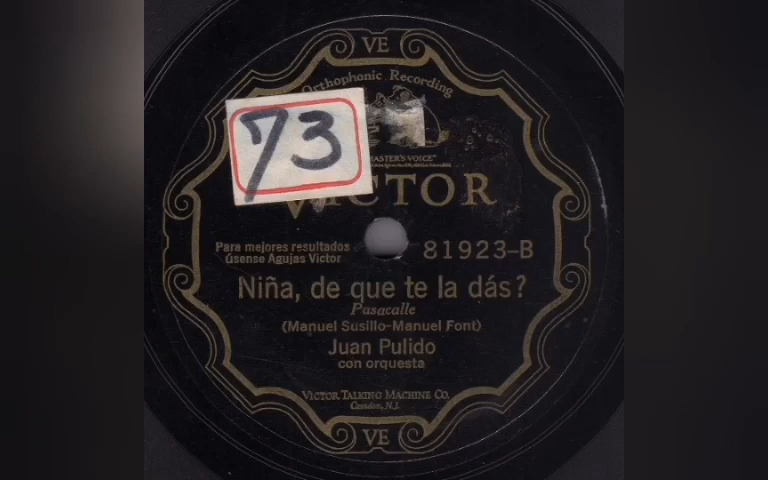 VE
Orthophonic Recording
73
MASTER'S VOICE"
VICTOR
Para mejores resultados
úsense Agujas Victor
81923-B
Niña, de que te la dás?
Pasacalle
(Manuel Susillo-Manuel Font)
Juan Pulido
con orquesta
VICTOR TALKING MACHINE CO.
Camden, N.J.
VE